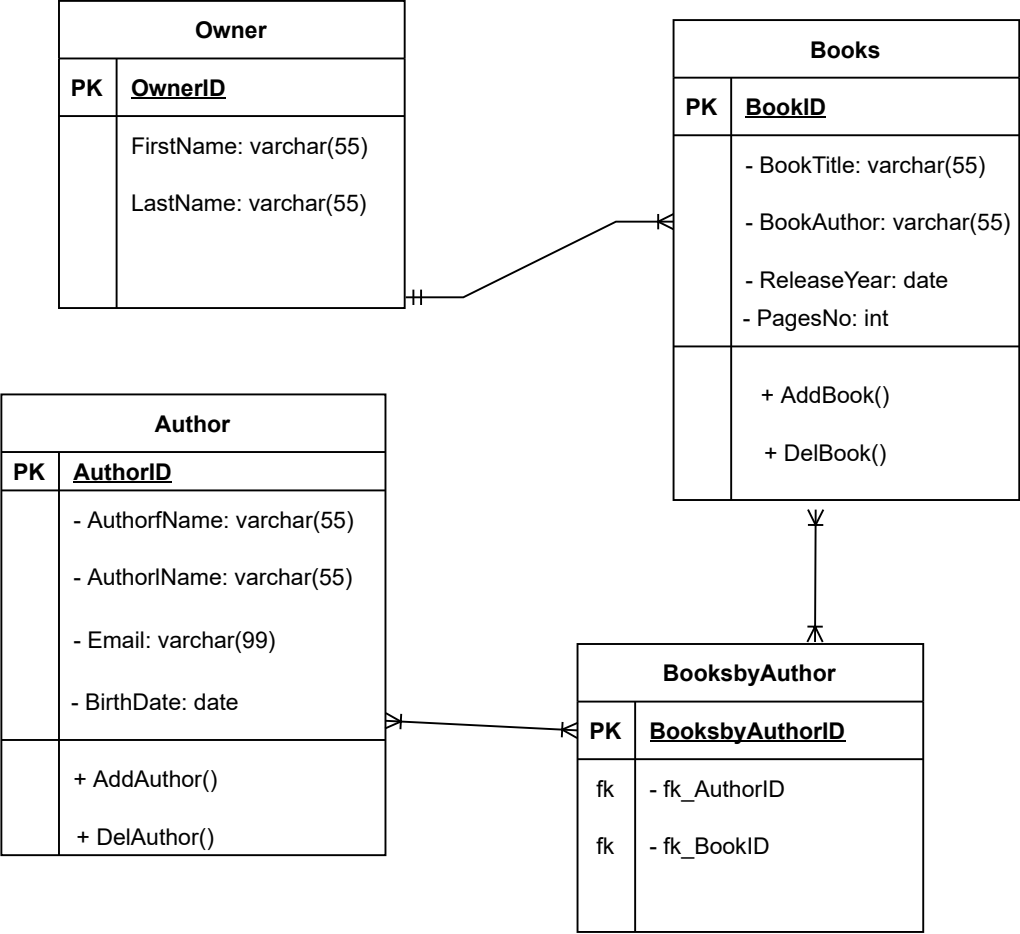 Owner
PK OwnerID
FirstName: varchar(55)
LastName: varchar(55)
Books
PK BookID
- BookTitle: varchar(55)
- BookAuthor: varchar(55)
- ReleaseYear: date
- PagesNo: int
+ AddBook()
+ DelBook()
Author
PK AuthorID
- AuthorfName: varchar(55)
- AuthorlName: varchar(55)
- Email: varchar(99)
- BirthDate: date
+ AddAuthor()
+ DelAuthor()
BooksbyAuthor
PK BooksbyAuthorID
fk - fk_AuthorID
fk - fk_BookID